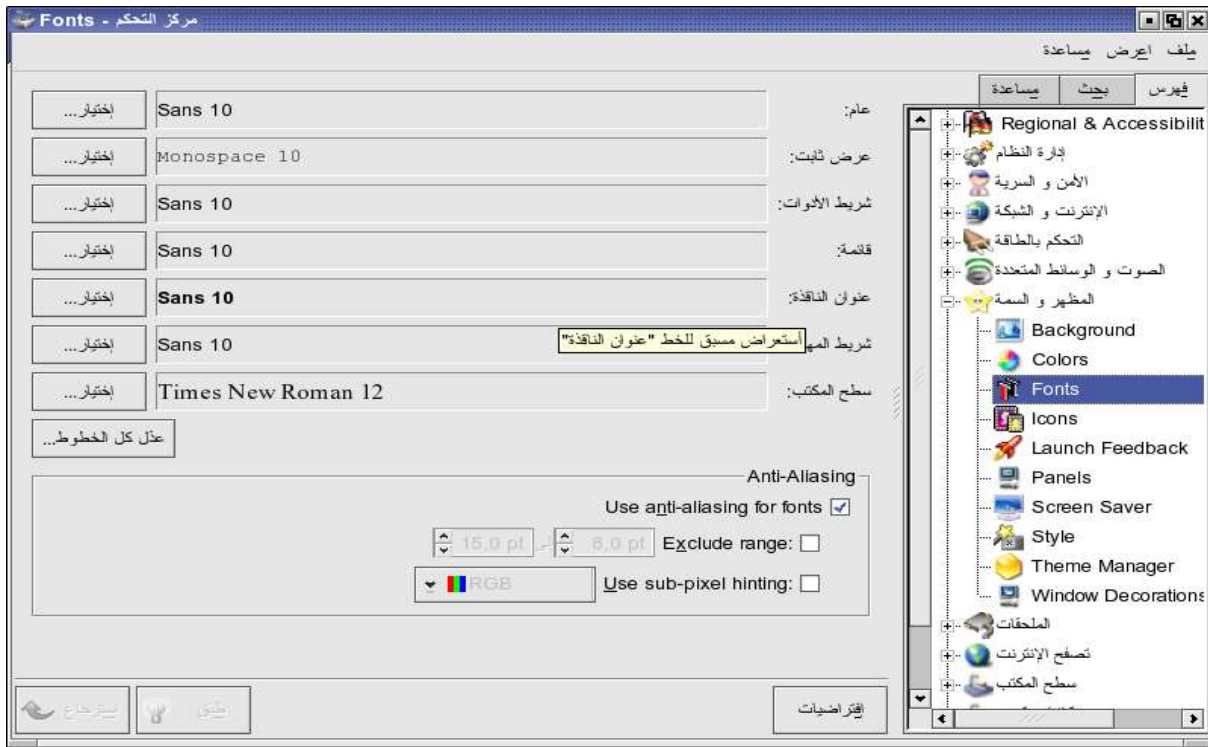 مركز التحكم - Fonts
ملف اعرض مساعدة
فهرس بحث مساعدة
Regional & Accessibilit
إدارة النظام
الأمن و السرية
الإنترنت و الشبكة
التحكم بالطاقة
الصوت و الوسائط المتعددة
المظهر و السمة
Background
Colors
Fonts
Icons
Launch Feedback
Panels
Screen Saver
Style
Theme Manager
Window Decorations
الملحقات
تصفح الإنترنت
سطح المكتب
عام: Sans 10 إختيار...
عرض ثابت: Monospace 10 إختيار...
شريط الأدوات: Sans 10 إختيار...
قائمة: Sans 10 إختيار...
عنوان النافذة: Sans 10 إختيار...
أستعراض مسبق للخط "عنوان النافذة"
شريط Sans 10 إختيار...
سطح المكتب: Times New Roman 12 إختيار...
عدّل كل الخطوط...
Anti-Aliasing
Use anti-aliasing for fonts
Exclude range: 8,0 pt إلى 15,0 pt
Use sub-pixel hinting: RGB
إفتراضيات
طبق
إسترجاع